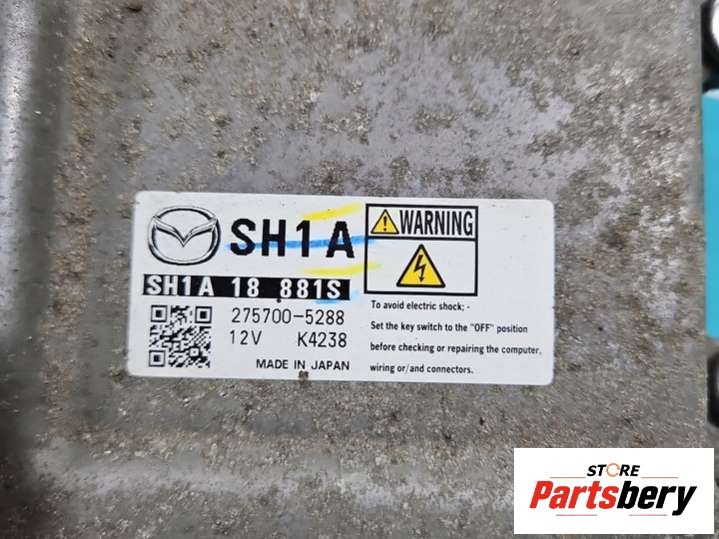 SH1A
SH1A 18 881S
275700-5288
12V K4238
MADE IN JAPAN
WARNING
To avoid electric shock;
Set the key switch to the "OFF" position
before checking or repairing the computer,
wiring or/and connectors.
STORE
Partsbery